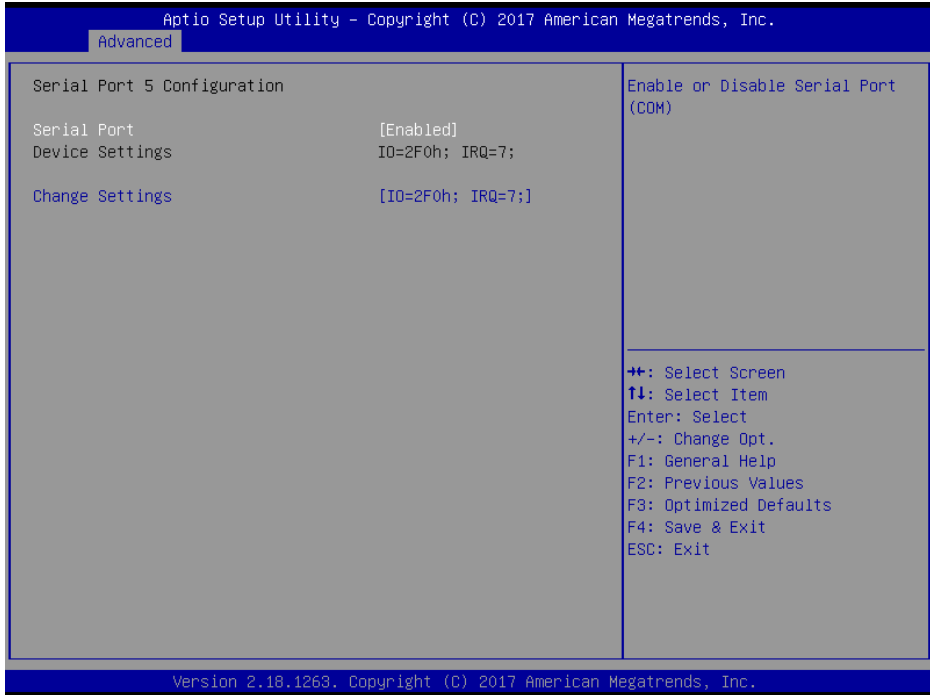 Aptio Setup Utility – Copyright (C) 2017 American Megatrends, Inc.
Advanced
Serial Port 5 Configuration
Serial Port [Enabled]
Device Settings IO=2F0h; IRQ=7;
Change Settings [IO=2F0h; IRQ=7;]
Enable or Disable Serial Port
(COM)
→←: Select Screen
↑↓: Select Item
Enter: Select
+/-: Change Opt.
F1: General Help
F2: Previous Values
F3: Optimized Defaults
F4: Save & Exit
ESC: Exit
Version 2.18.1263. Copyright (C) 2017 American Megatrends, Inc.